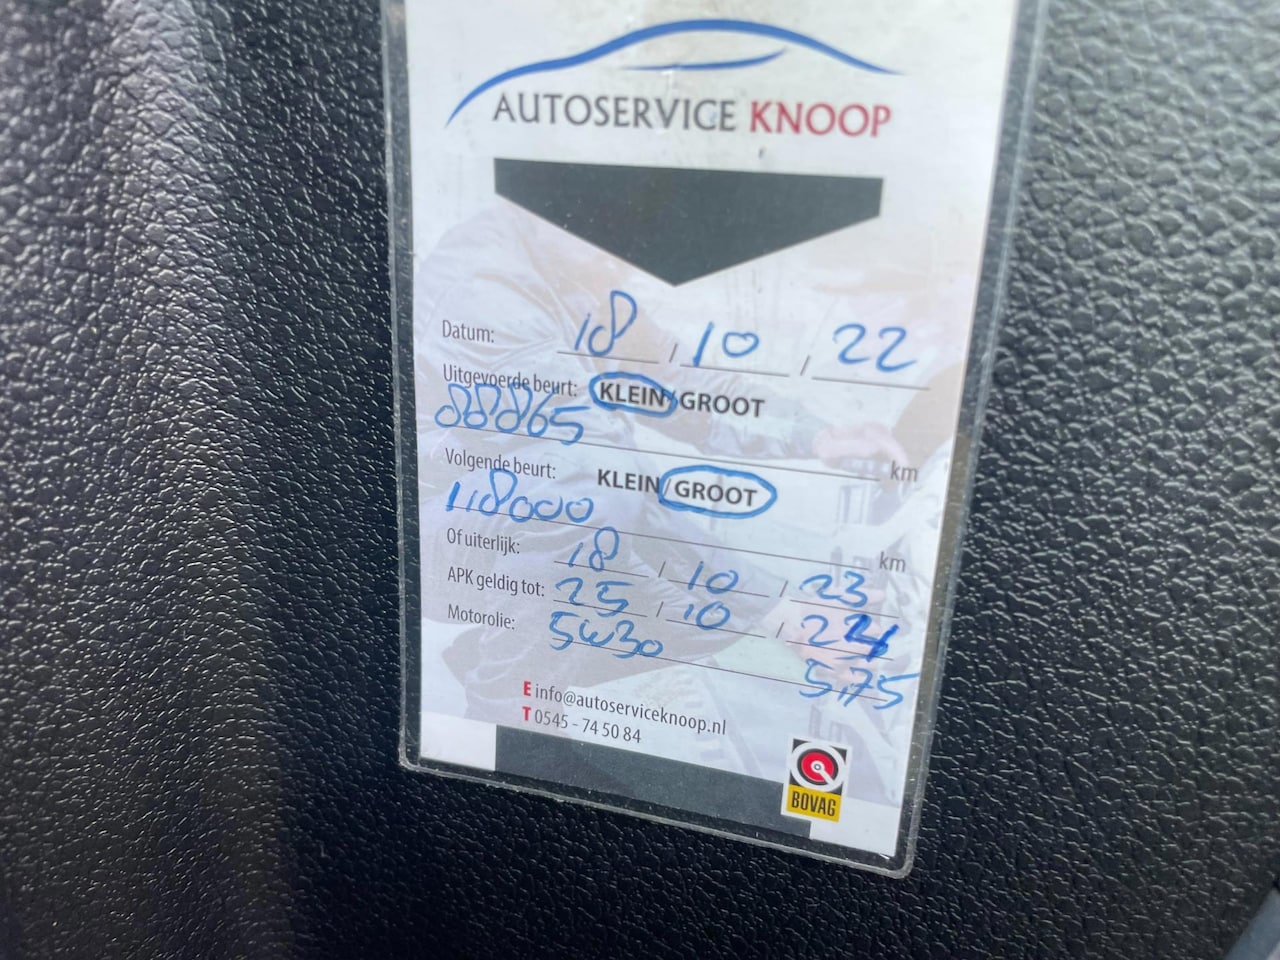 AUTOSERVICE KNOOP
Datum: 18 / 10 / 22
Uitgevoerde beurt: KLEIN/GROOT
88865 km
Volgende beurt: KLEIN/GROOT
118000 km
Of uiterlijk: 18 / 10 / 23
APK geldig tot: 25 / 10 / 24
Motorolie: 5W30 5,75
E info@autoserviceknoop.nl
T 0545 - 74 50 84
BOVAG